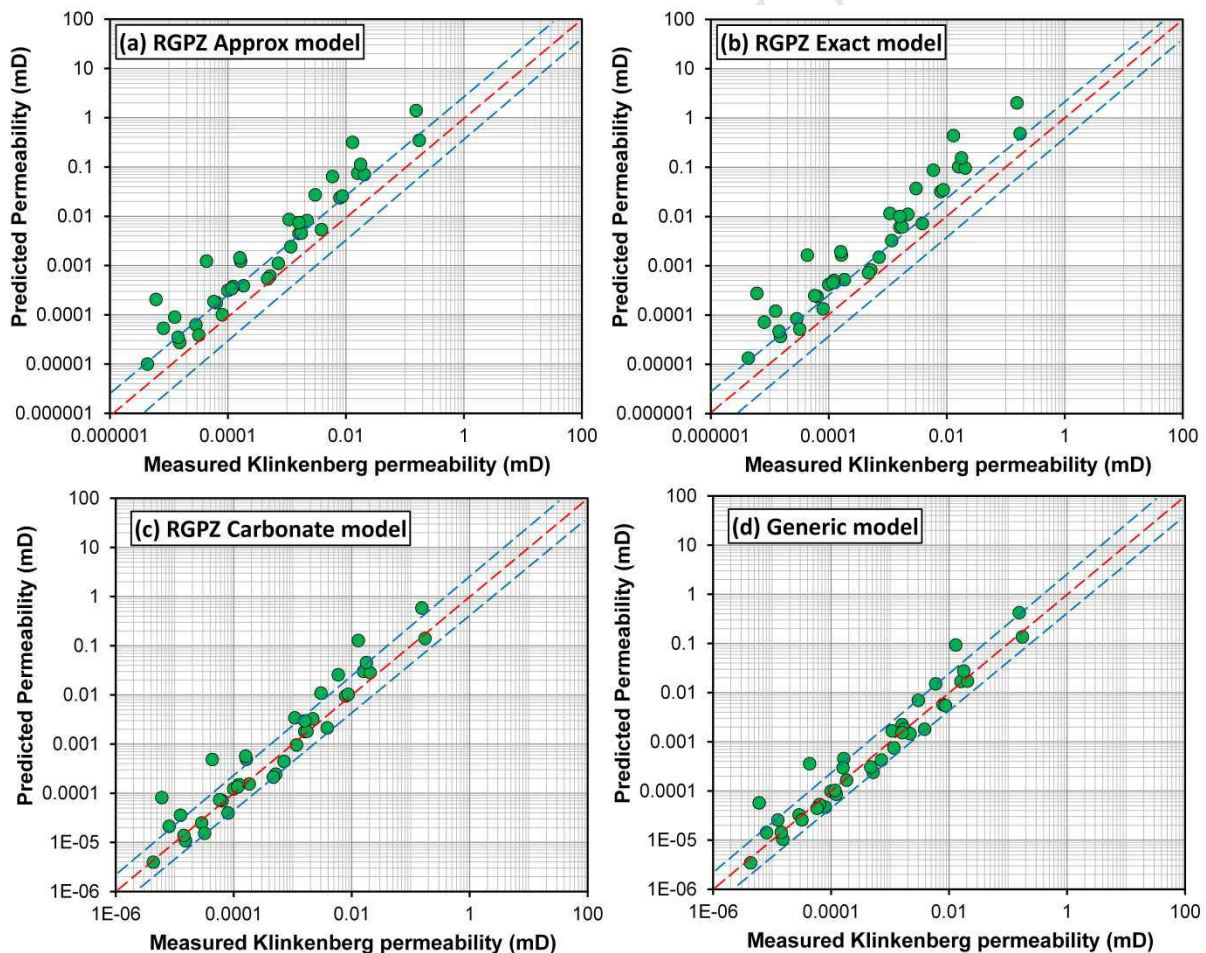 (a) RGPZ Approx model
Predicted Permeability (mD)
100
10
1
0.1
0.01
0.001
0.0001
0.00001
0.000001
0.000001 0.0001 0.01 1 100
Measured Klinkenberg permeability (mD)
(b) RGPZ Exact model
Predicted Permeability (mD)
100
10
1
0.1
0.01
0.001
0.0001
0.00001
0.000001
0.000001 0.0001 0.01 1 100
Measured Klinkenberg permeability (mD)
(c) RGPZ Carbonate model
Predicted Permeability (mD)
100
10
1
0.1
0.01
0.001
0.0001
1E-05
1E-06
1E-06 0.0001 0.01 1 100
Measured Klinkenberg permeability (mD)
(d) Generic model
Predicted Permeability (mD)
100
10
1
0.1
0.01
0.001
0.0001
1E-05
1E-06
1E-06 0.0001 0.01 1 100
Measured Klinkenberg permeability (mD)